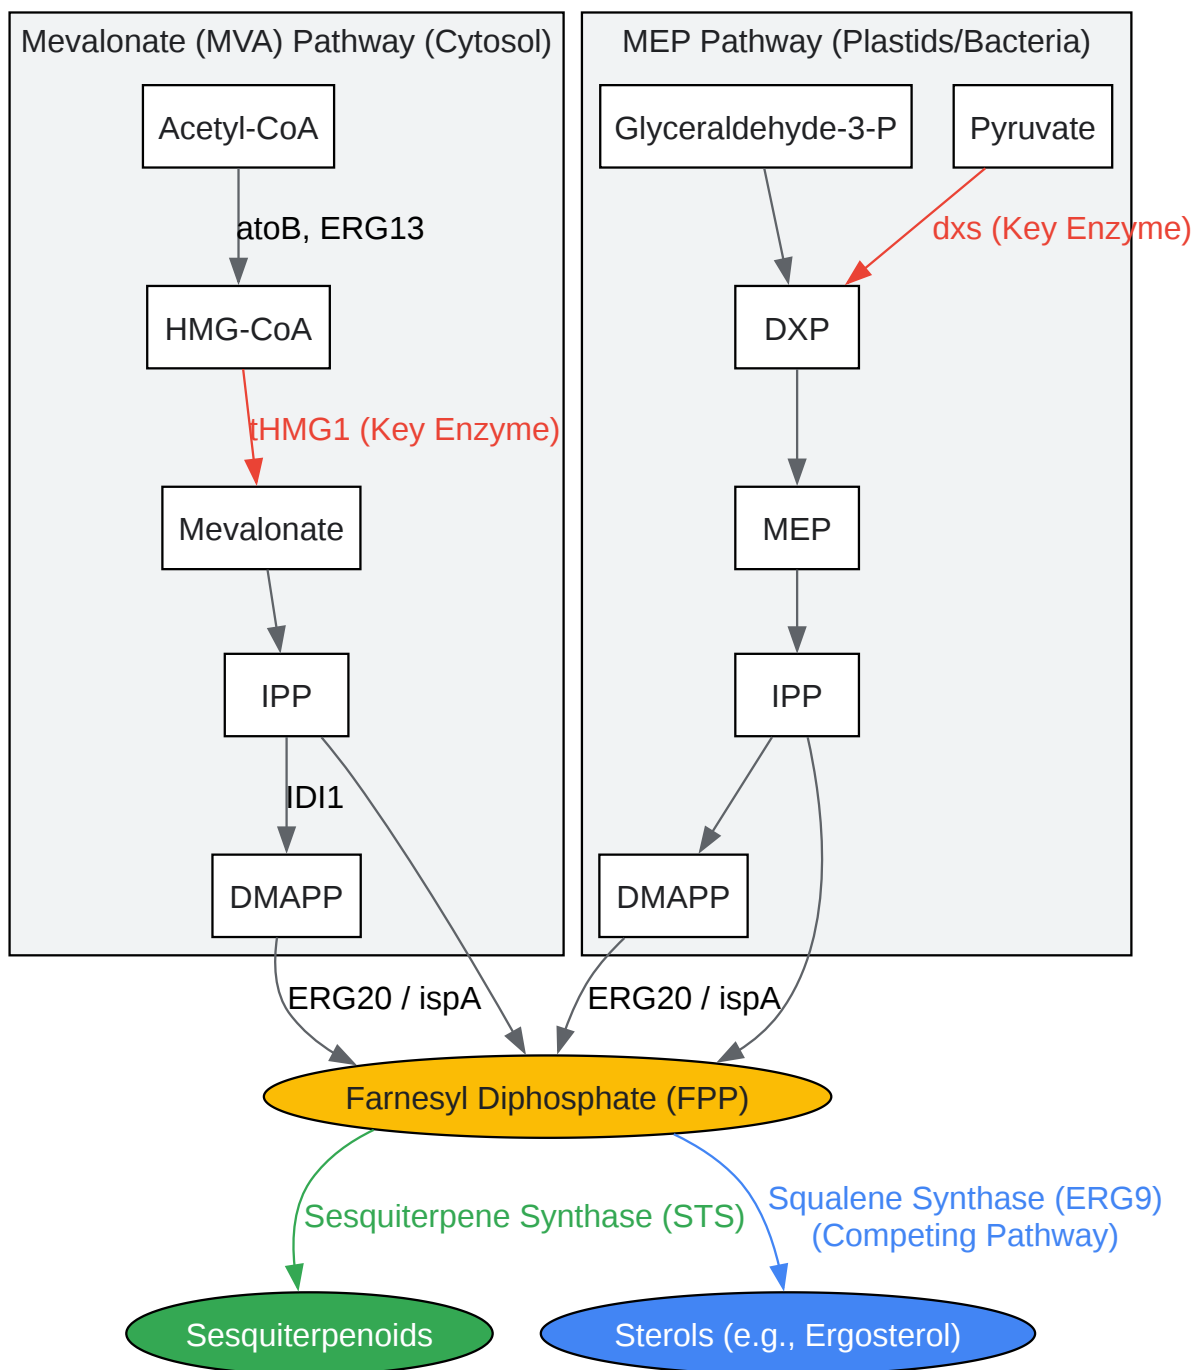 Mevalonate (MVA) Pathway (Cytosol)
Acetyl-CoA
atoB, ERG13
HMG-CoA
tHMG1 (Key Enzyme)
Mevalonate
IPP
IDI1
DMAPP
ERG20 / ispA
MEP Pathway (Plastids/Bacteria)
Glyceraldehyde-3-P
Pyruvate
dxs (Key Enzyme)
DXP
MEP
IPP
DMAPP
ERG20 / ispA
Farnesyl Diphosphate (FPP)
Sesquiterpene Synthase (STS)
Squalene Synthase (ERG9)
(Competing Pathway)
Sesquiterpenoids
Sterols (e.g., Ergosterol)